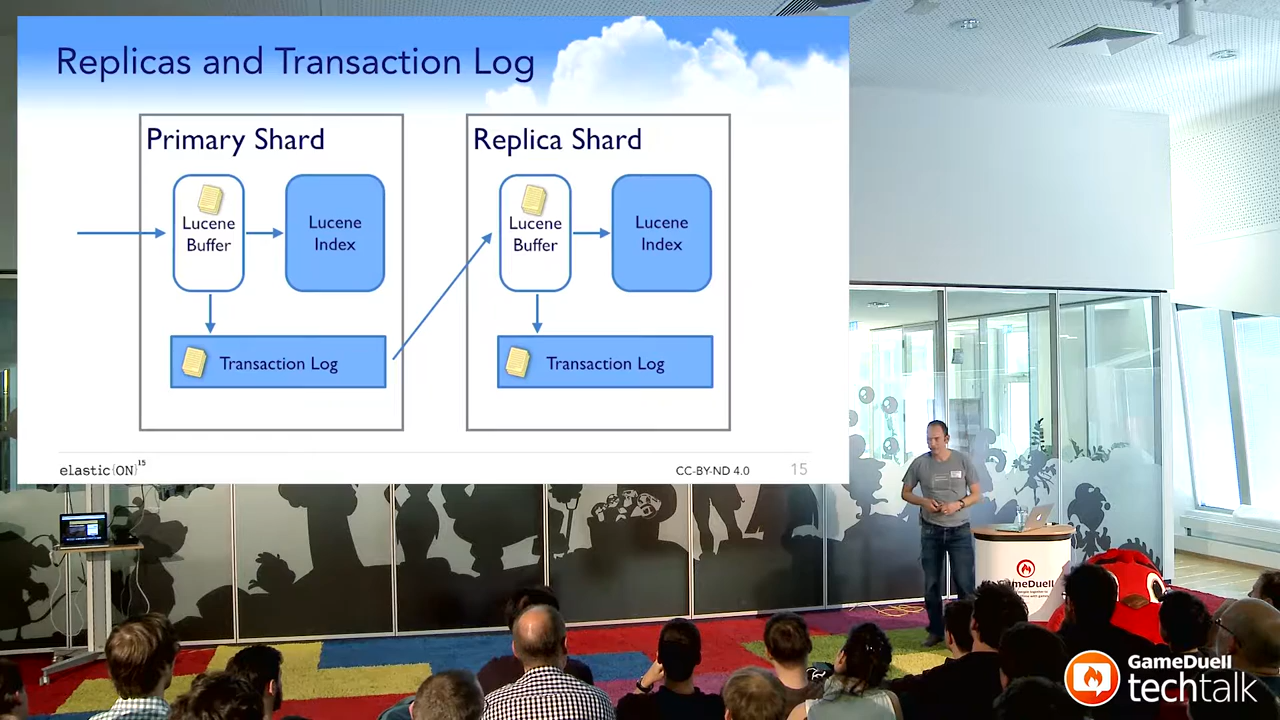 Replicas and Transaction Log
Primary Shard
Lucene
Buffer
Lucene
Index
Transaction Log
Replica Shard
Lucene
Buffer
Lucene
Index
Transaction Log
elastic{ON}15
CC-BY-ND 4.0
15
GameDuell
GameDuell
techtalk